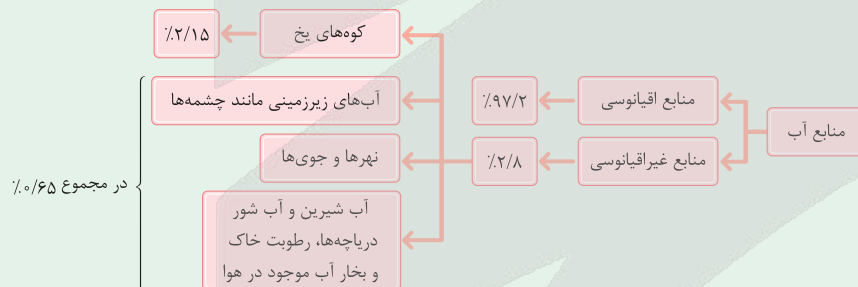 منابع آب
منابع اقیانوسی
٪۹۷/۲
منابع غیراقیانوسی
٪۲/۸
کوه‌های یخ
٪۲/۱۵
آب‌های زیرزمینی مانند چشمه‌ها
نهرها و جوی‌ها
آب شیرین و آب شور
دریاچه‌ها، رطوبت خاک
و بخار آب موجود در هوا
در مجموع ۰/۶۵٪